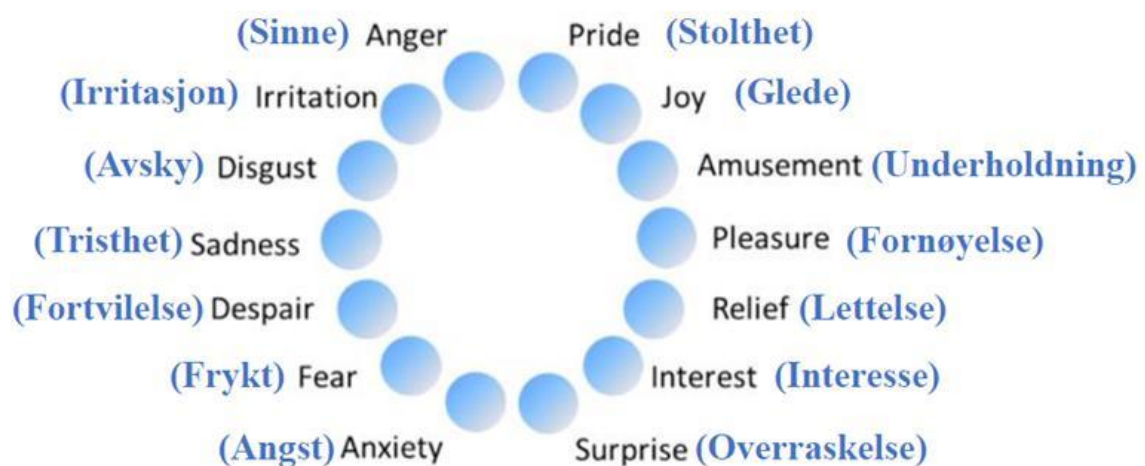 (Sinne) Anger Pride (Stolthet)
(Irritasjon) Irritation Joy (Glede)
(Avsky) Disgust Amusement (Underholdning)
(Tristhet) Sadness Pleasure (Fornøyelse)
(Fortvilelse) Despair Relief (Lettelse)
(Frykt) Fear Interest (Interesse)
(Angst) Anxiety Surprise (Overraskelse)